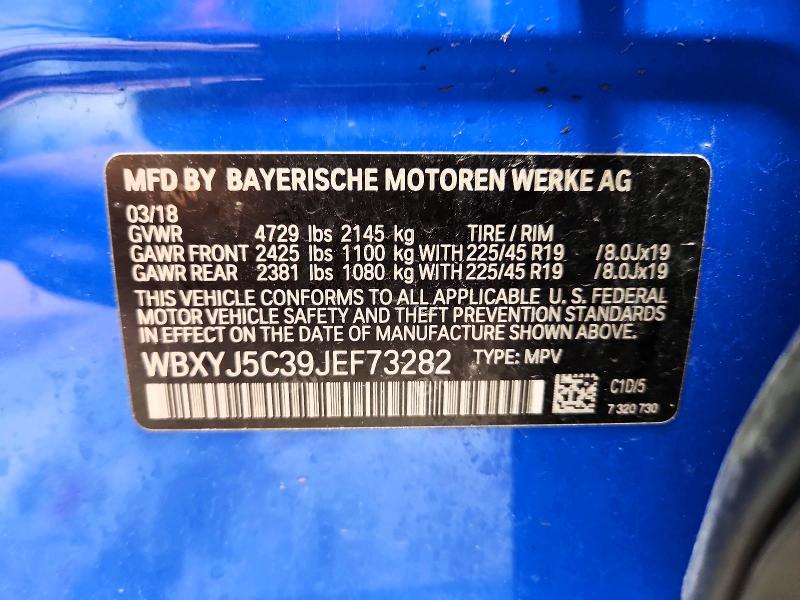 MFD BY BAYERISCHE MOTOREN WERKE AG
03/18
GVWR 4729 lbs 2145 kg TIRE / RIM
GAWR FRONT 2425 lbs 1100 kg WITH 225/45 R19 /8.0Jx19
GAWR REAR 2381 lbs 1080 kg WITH 225/45 R19 /8.0Jx19
THIS VEHICLE CONFORMS TO ALL APPLICABLE U. S. FEDERAL
MOTOR VEHICLE SAFETY AND THEFT PREVENTION STANDARDS
IN EFFECT ON THE DATE OF MANUFACTURE SHOWN ABOVE.
WBXYJ5C39JEF73282 TYPE: MPV
C1D/5
7 320 730